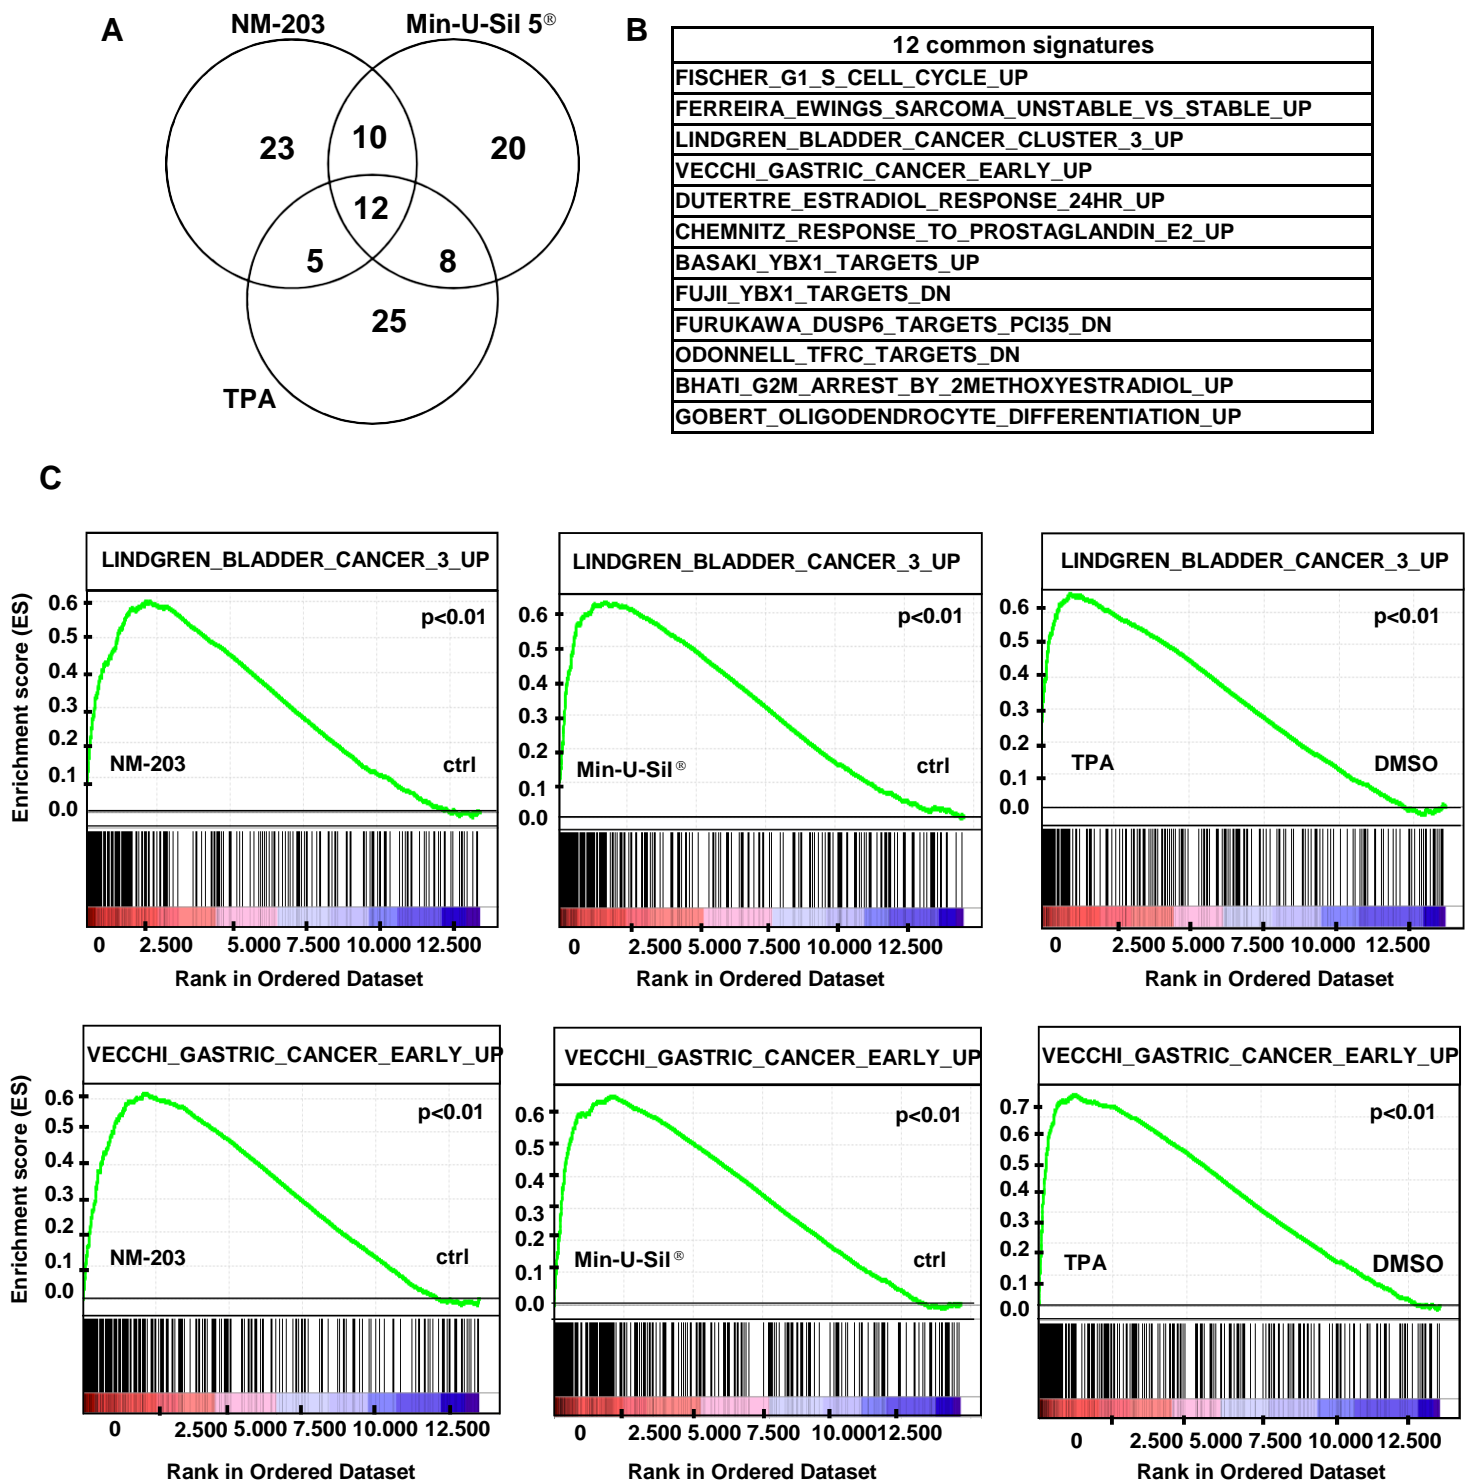 A
NM-203
Min-U-Sil 5®
23
10
20
12
5
8
25
TPA
B
12 common signatures
FISCHER_G1_S_CELL_CYCLE_UP
FERREIRA_EWINGS_SARCOMA_UNSTABLE_VS_STABLE_UP
LINDGREN_BLADDER_CANCER_CLUSTER_3_UP
VECCHI_GASTRIC_CANCER_EARLY_UP
DUTERTRE_ESTRADIOL_RESPONSE_24HR_UP
CHEMNITZ_RESPONSE_TO_PROSTAGLANDIN_E2_UP
BASAKI_YBX1_TARGETS_UP
FUJII_YBX1_TARGETS_DN
FURUKAWA_DUSP6_TARGETS_PCI35_DN
ODONNELL_TFRC_TARGETS_DN
BHATI_G2M_ARREST_BY_2METHOXYESTRADIOL_UP
GOBERT_OLIGODENDROCYTE_DIFFERENTIATION_UP
C
LINDGREN_BLADDER_CANCER_3_UP
Enrichment score (ES)
0.6
0.5
0.4
0.3
0.2
0.1
0.0
p<0.01
NM-203
ctrl
0 2.500 5.000 7.500 10.000 12.500
Rank in Ordered Dataset
LINDGREN_BLADDER_CANCER_3_UP
0.6
0.5
0.4
0.3
0.2
0.1
0.0
p<0.01
Min-U-Sil®
ctrl
0 2.500 5.000 7.500 10.000 12.500
Rank in Ordered Dataset
LINDGREN_BLADDER_CANCER_3_UP
0.6
0.5
0.4
0.3
0.2
0.1
0.0
p<0.01
TPA
DMSO
0 2.500 5.000 7.500 10.000 12.500
Rank in Ordered Dataset
VECCHI_GASTRIC_CANCER_EARLY_UP
Enrichment score (ES)
0.6
0.5
0.4
0.3
0.2
0.1
0.0
p<0.01
NM-203
ctrl
0 2.500 5.000 7.500 10.000 12.500
Rank in Ordered Dataset
VECCHI_GASTRIC_CANCER_EARLY_UP
0.6
0.5
0.4
0.3
0.2
0.1
0.0
p<0.01
Min-U-Sil®
ctrl
0 2.500 5.000 7.500 10.000 12.500
Rank in Ordered Dataset
VECCHI_GASTRIC_CANCER_EARLY_UP
0.7
0.6
0.5
0.4
0.3
0.2
0.1
0.0
p<0.01
TPA
DMSO
0 2.500 5.000 7.500 10.000 12.500
Rank in Ordered Dataset